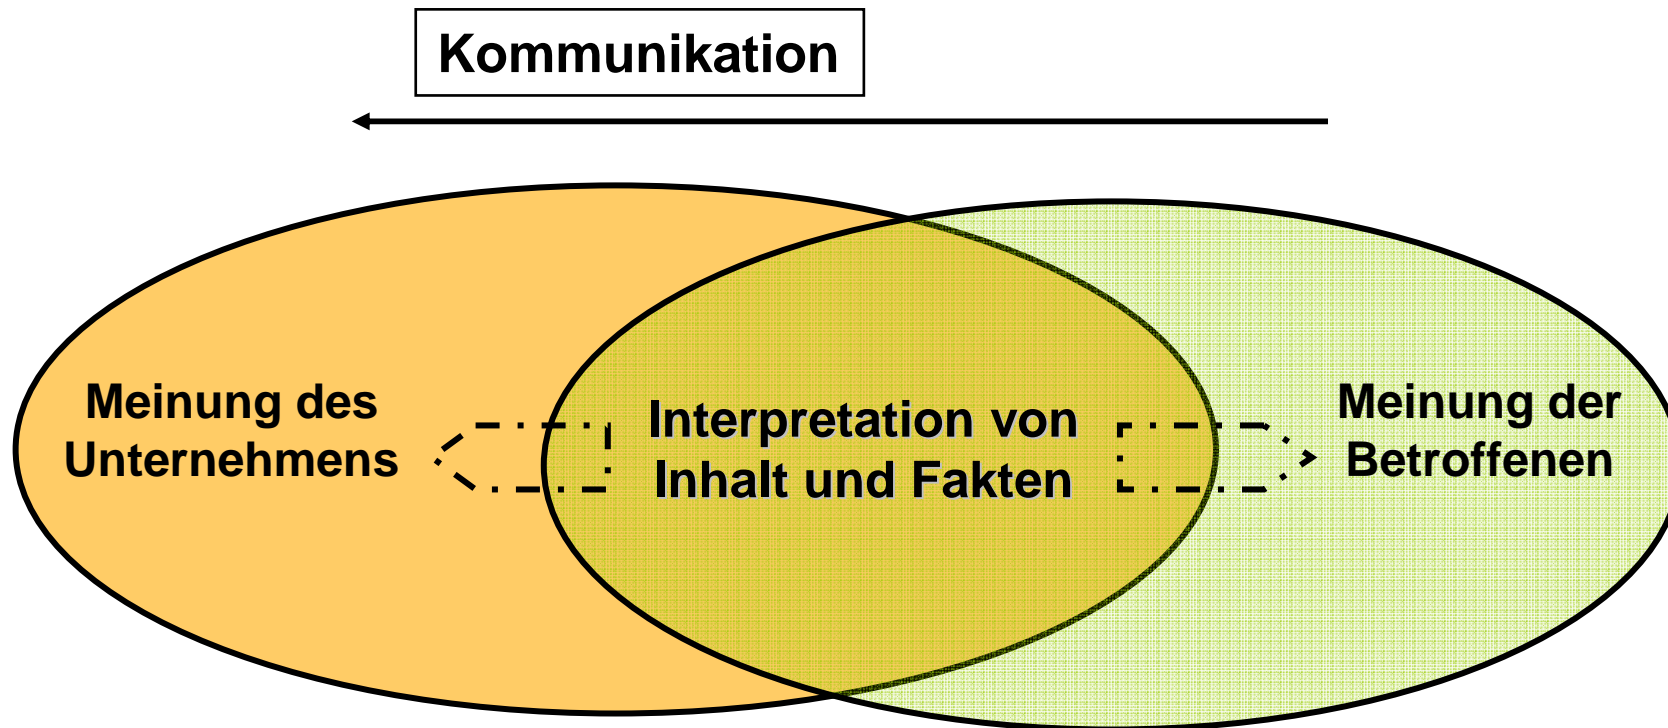 Kommunikation
Meinung des
Unternehmens
Interpretation von
Inhalt und Fakten
Meinung der
Betroffenen